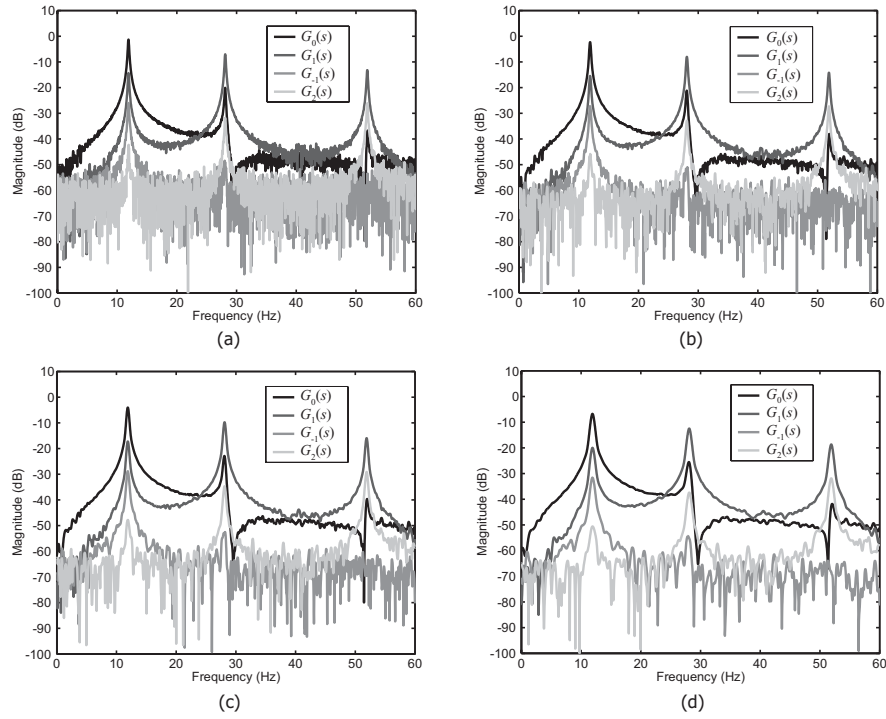 10
0
-10
-20
-30
-40
-50
-60
-70
-80
-90
-100
Magnitude (dB)
G0(s)
G1(s)
G-1(s)
G2(s)
0 10 20 30 40 50 60
Frequency (Hz)
(a)
10
0
-10
-20
-30
-40
-50
-60
-70
-80
-90
-100
Magnitude (dB)
G0(s)
G1(s)
G-1(s)
G2(s)
0 10 20 30 40 50 60
Frequency (Hz)
(b)
10
0
-10
-20
-30
-40
-50
-60
-70
-80
-90
-100
Magnitude (dB)
G0(s)
G1(s)
G-1(s)
G2(s)
0 10 20 30 40 50 60
Frequency (Hz)
(c)
10
0
-10
-20
-30
-40
-50
-60
-70
-80
-90
-100
Magnitude (dB)
G0(s)
G1(s)
G-1(s)
G2(s)
0 10 20 30 40 50 60
Frequency (Hz)
(d)